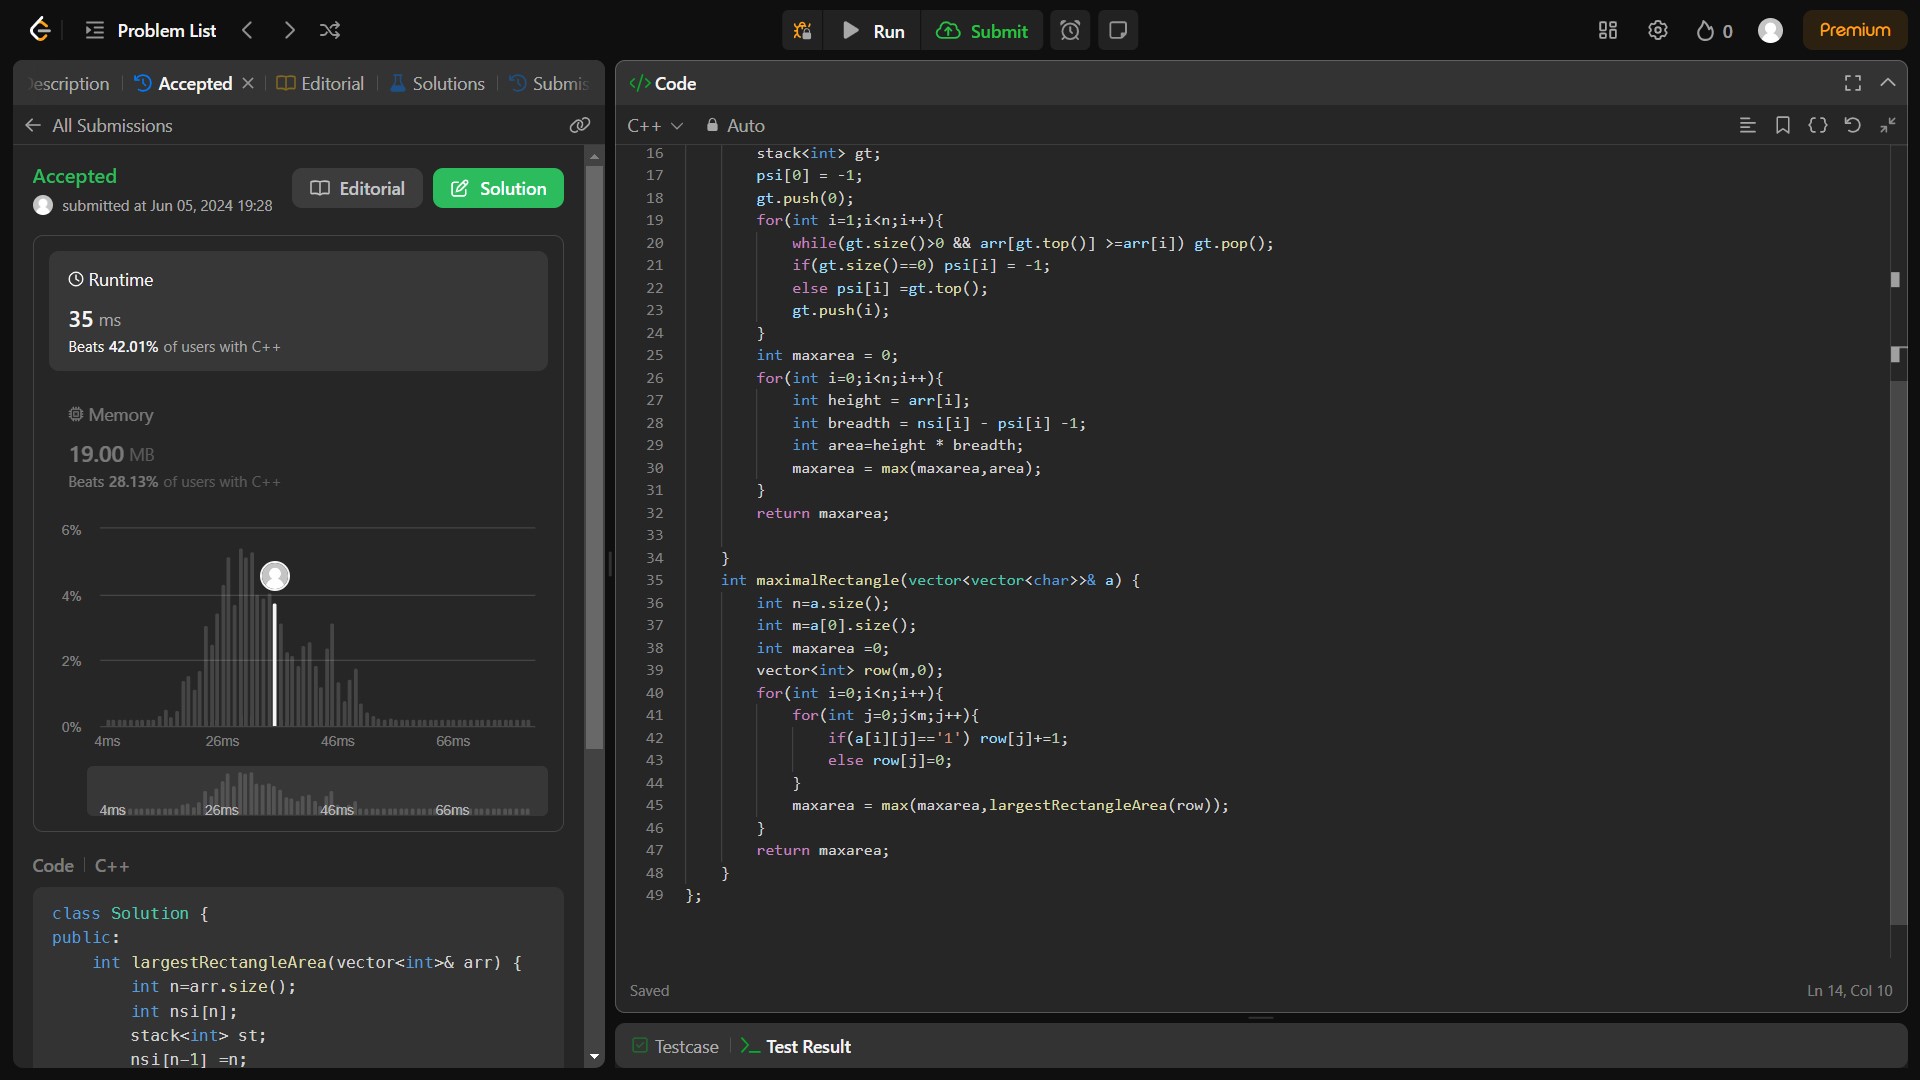 Problem List
Run
Submit
0
Premium
escription
Accepted
Editorial
Solutions
Submis
All Submissions
Accepted
submitted at Jun 05, 2024 19:28
Editorial
Solution
Runtime
35 ms
Beats 42.01% of users with C++
Memory
19.00 MB
Beats 28.13% of users with C++
6%
4%
2%
0%
4ms 26ms 46ms 66ms
4ms 26ms 46ms 66ms
Code C++
class Solution {
public:
int largestRectangleArea(vector<int>& arr) {
int n=arr.size();
int nsi[n];
stack<int> st;
nsi[n-1] =n;
</> Code
C++ Auto
16 stack<int> gt;
17 psi[0] = -1;
18 gt.push(0);
19 for(int i=1;i<n;i++){
20 while(gt.size()>0 && arr[gt.top()] >=arr[i]) gt.pop();
21 if(gt.size()==0) psi[i] = -1;
22 else psi[i] =gt.top();
23 gt.push(i);
24 }
25 int maxarea = 0;
26 for(int i=0;i<n;i++){
27 int height = arr[i];
28 int breadth = nsi[i] - psi[i] -1;
29 int area=height * breadth;
30 maxarea = max(maxarea,area);
31 }
32 return maxarea;
33
34 }
35 int maximalRectangle(vector<vector<char>>& a) {
36 int n=a.size();
37 int m=a[0].size();
38 int maxarea =0;
39 vector<int> row(m,0);
40 for(int i=0;i<n;i++){
41 for(int j=0;j<m;j++){
42 if(a[i][j]=='1') row[j]+=1;
43 else row[j]=0;
44 }
45 maxarea = max(maxarea,largestRectangleArea(row));
46 }
47 return maxarea;
48 }
49 };
Saved
Ln 14, Col 10
Testcase
Test Result